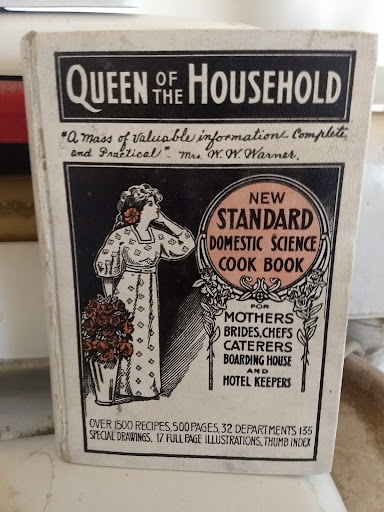 QUEEN OF THE HOUSEHOLD
"A mass of valuable information Complete
and Practical" - Mrs. W. W. Warner.
NEW
STANDARD
DOMESTIC SCIENCE
COOK BOOK
FOR
MOTHERS
BRIDES, CHEFS
CATERERS
BOARDING HOUSE
AND
HOTEL KEEPERS
OVER 1500 RECIPES, 500 PAGES, 32 DEPARTMENTS 135
SPECIAL DRAWINGS, 17 FULL PAGE ILLUSTRATIONS, THUMB INDEX